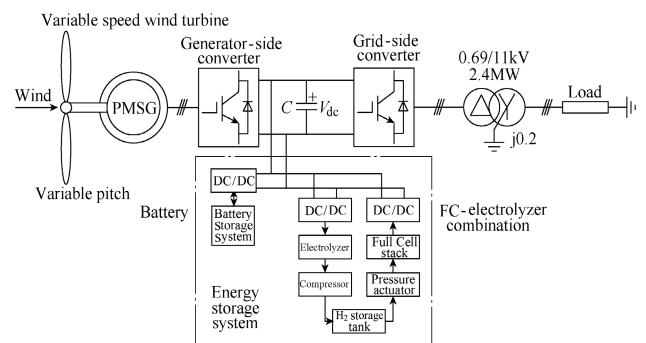 Variable speed wind turbine
Generator-side
converter
Grid-side
converter
0.69/11kV
2.4MW
Wind
PMSG
C
+
Vdc
Load
j0.2
Variable pitch
Battery
DC/DC
Battery
Storage
System
DC/DC
DC/DC
FC-electrolyzer
combination
Electrolyzer
Full Cell
stack
Compressor
Pressure
actuator
Energy
storage
system
H2 storage
tank